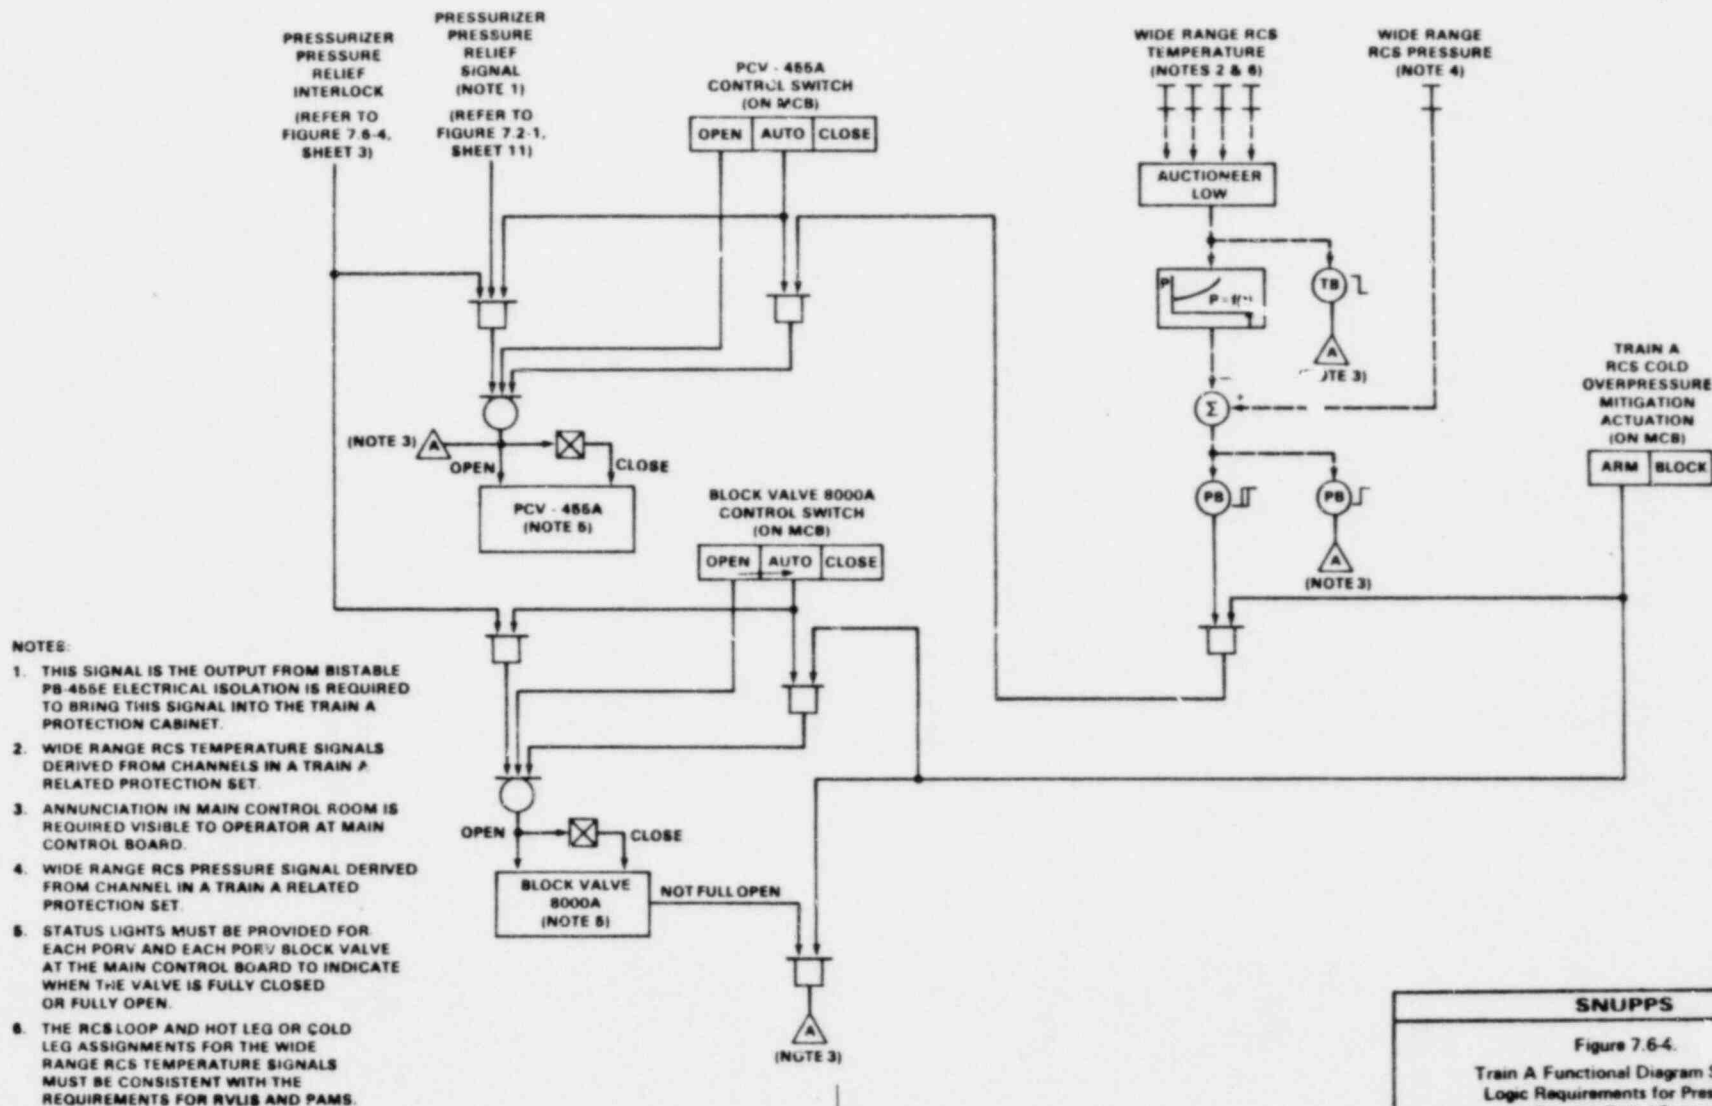 PRESSURIZER
PRESSURE
RELIEF
INTERLOCK
(REFER TO
FIGURE 7.6-4,
SHEET 3)
PRESSURIZER
PRESSURE
RELIEF
SIGNAL
(NOTE 1)
(REFER TO
FIGURE 7.2-1,
SHEET 11)
PCV - 455A
CONTROL SWITCH
(ON MCB)
OPEN AUTO CLOSE
WIDE RANGE RCS
TEMPERATURE
(NOTES 2 & 6)
WIDE RANGE
RCS PRESSURE
(NOTE 4)
AUCTIONEER
LOW
P
TB
A
NOTE 3)
Σ
+
PB
PB
A
(NOTE 3)
TRAIN A
RCS COLD
OVERPRESSURE
MITIGATION
ACTUATION
(ON MCB)
ARM BLOCK
(NOTE 3)
A
OPEN
CLOSE
PCV - 455A
(NOTE 5)
BLOCK VALVE 8000A
CONTROL SWITCH
(ON MCB)
OPEN AUTO CLOSE
OPEN
CLOSE
BLOCK VALVE
8000A
(NOTE 5)
NOT FULL OPEN
A
(NOTE 3)
NOTES:
1. THIS SIGNAL IS THE OUTPUT FROM BISTABLE
PB-455E ELECTRICAL ISOLATION IS REQUIRED
TO BRING THIS SIGNAL INTO THE TRAIN A
PROTECTION CABINET.
2. WIDE RANGE RCS TEMPERATURE SIGNALS
DERIVED FROM CHANNELS IN A TRAIN A
RELATED PROTECTION SET.
3. ANNUNCIATION IN MAIN CONTROL ROOM IS
REQUIRED VISIBLE TO OPERATOR AT MAIN
CONTROL BOARD.
4. WIDE RANGE RCS PRESSURE SIGNAL DERIVED
FROM CHANNEL IN A TRAIN A RELATED
PROTECTION SET.
5. STATUS LIGHTS MUST BE PROVIDED FOR
EACH PORV AND EACH PORV BLOCK VALVE
AT THE MAIN CONTROL BOARD TO INDICATE
WHEN THE VALVE IS FULLY CLOSED
OR FULLY OPEN.
6. THE RCS LOOP AND HOT LEG OR COLD
LEG ASSIGNMENTS FOR THE WIDE
RANGE RCS TEMPERATURE SIGNALS
MUST BE CONSISTENT WITH THE
REQUIREMENTS FOR RVLIS AND PAMS.
SNUPPS
Figure 7.6-4.
Train A Functional Diagram
Logic Requirements for